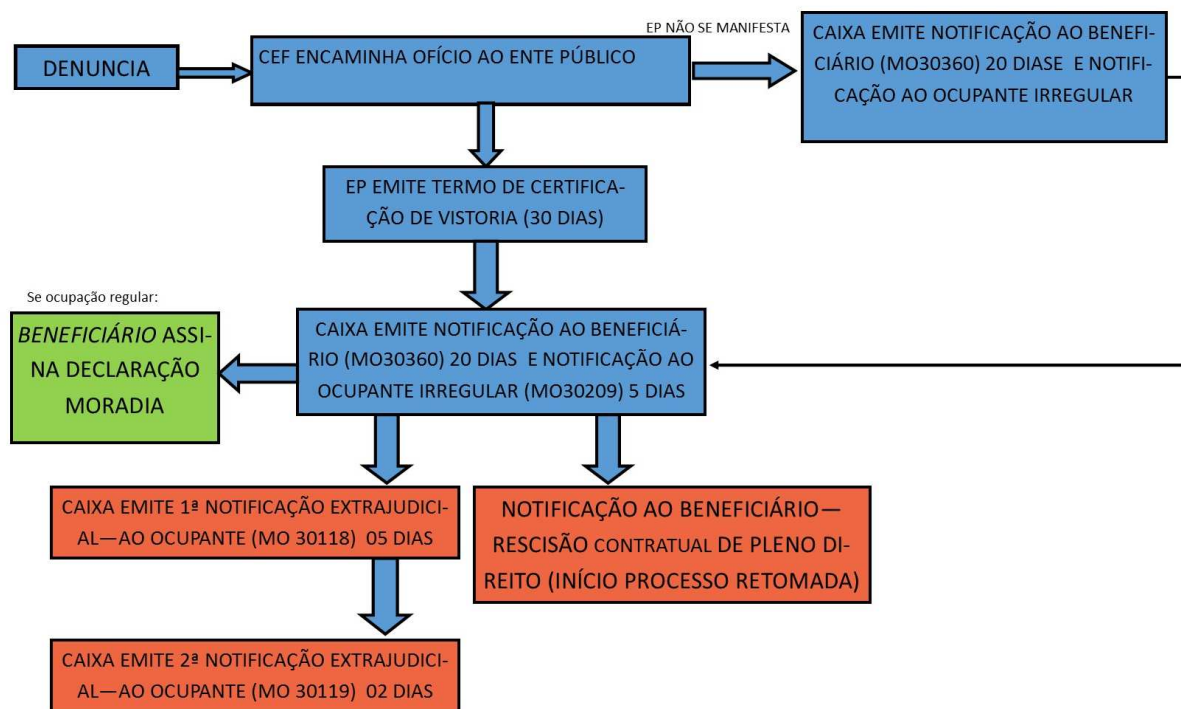 EP NÃO SE MANIFESTA
DENUNCIA
CEF ENCAMINHA OFÍCIO AO ENTE PÚBLICO
CAIXA EMITE NOTIFICAÇÃO AO BENEFI-
CIÁRIO (MO30360) 20 DIASE E NOTIFI-
CAÇÃO AO OCUPANTE IRREGULAR
EP EMITE TERMO DE CERTIFICA-
ÇÃO DE VISTORIA (30 DIAS)
Se ocupação regular:
BENEFICIÁRIO ASSI-
NA DECLARAÇÃO
MORADIA
CAIXA EMITE NOTIFICAÇÃO AO BENEFICIÁ-
RIO (MO30360) 20 DIAS E NOTIFICAÇÃO AO
OCUPANTE IRREGULAR (MO30209) 5 DIAS
CAIXA EMITE 1ª NOTIFICAÇÃO EXTRAJUDICI-
AL—AO OCUPANTE (MO 30118) 05 DIAS
NOTIFICAÇÃO AO BENEFICIÁRIO—
RESCISÃO CONTRATUAL DE PLENO DI-
REITO (INÍCIO PROCESSO RETOMADA)
CAIXA EMITE 2ª NOTIFICAÇÃO EXTRAJUDICI-
AL—AO OCUPANTE (MO 30119) 02 DIAS